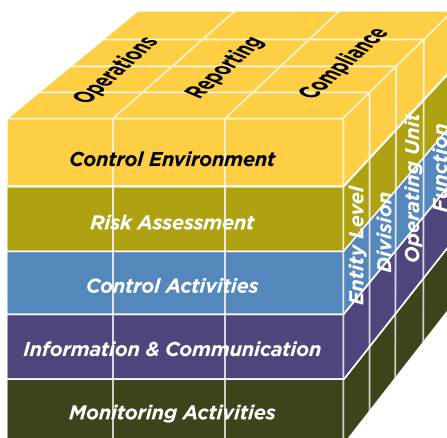 Operations
Reporting
Compliance
Control Environment
Risk Assessment
Control Activities
Information & Communication
Monitoring Activities
Entity Level
Division
Operating Unit
Function